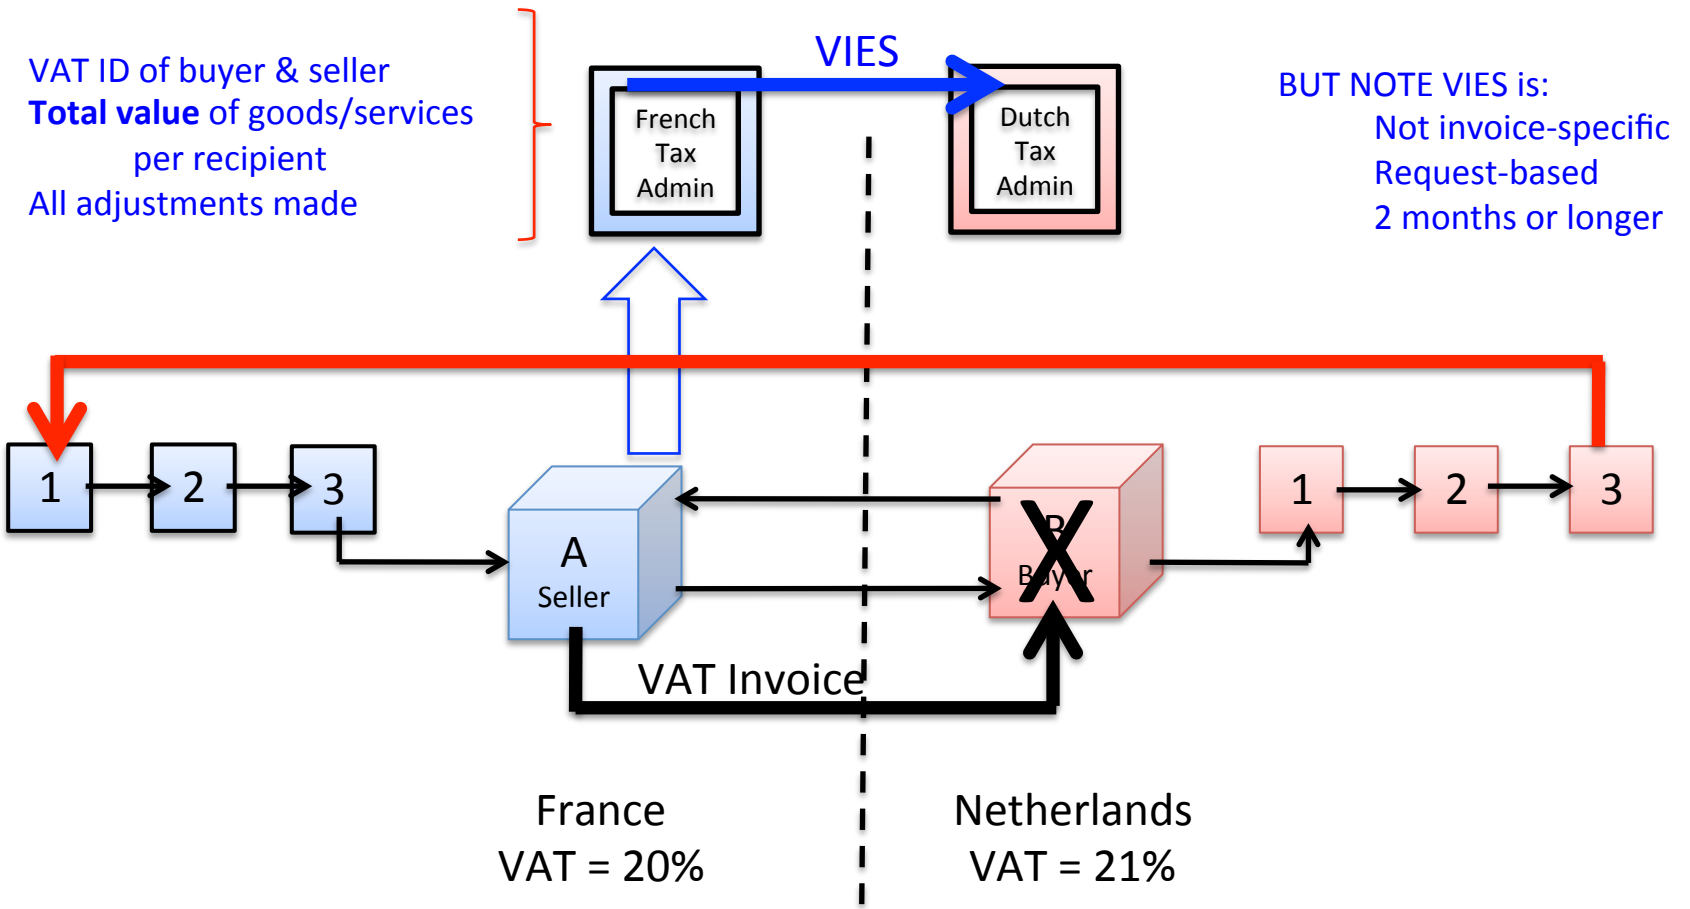 VIES
VAT ID of buyer & seller
Total value of goods/services
per recipient
All adjustments made
French
Tax
Admin
Dutch
Tax
Admin
BUT NOTE VIES is:
Not invoice-specific
Request-based
2 months or longer
1
2
3
A
Seller
B
Buyer
X
1
2
3
VAT Invoice
France
VAT = 20%
Netherlands
VAT = 21%